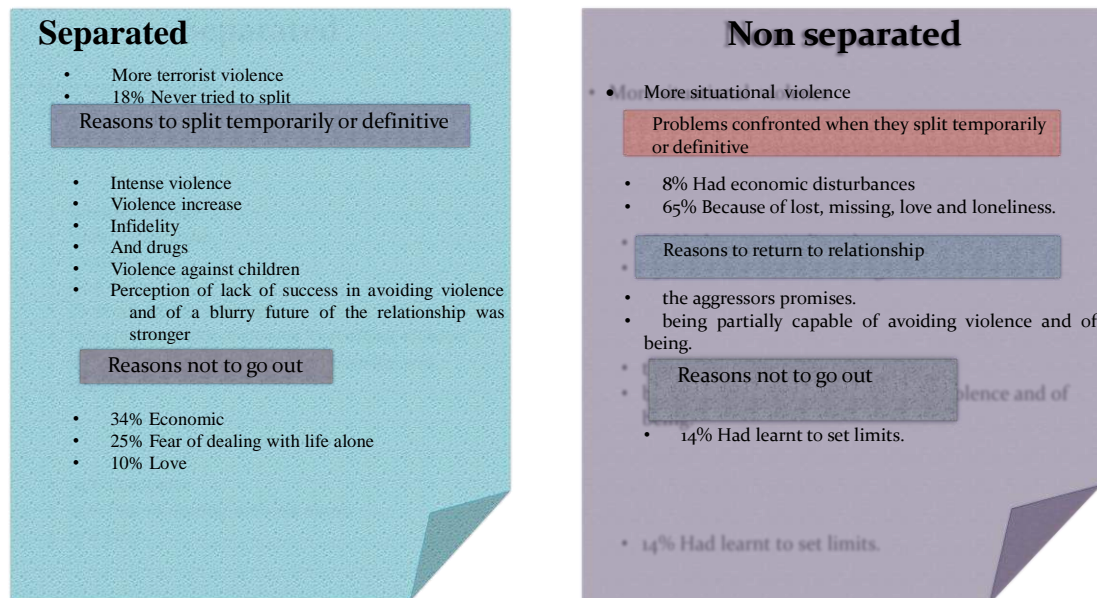 Separated
• More terrorist violence
• 18% Never tried to split
Reasons to split temporarily or definitive
• Intense violence
• Violence increase
• Infidelity
• And drugs
• Violence against children
• Perception of lack of success in avoiding violence
and of a blurry future of the relationship was
stronger
Reasons not to go out
• 34% Economic
• 25% Fear of dealing with life alone
• 10% Love
Non separated
• More situational violence
Problems confronted when they split temporarily
or definitive
• 8% Had economic disturbances
• 65% Because of lost, missing, love and loneliness.
Reasons to return to relationship
• the aggressors promises.
• being partially capable of avoiding violence and of
being.
Reasons not to go out
• 14% Had learnt to set limits.
• 14% Had learnt to set limits.